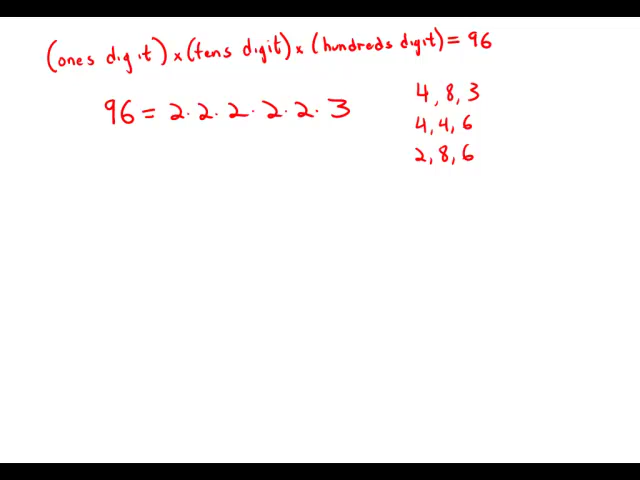 (ones digit) × (tens digit) × (hundreds digit) = 96
96 = 2·2·2·2·2·3
4, 8, 3
4, 4, 6
2, 8, 6